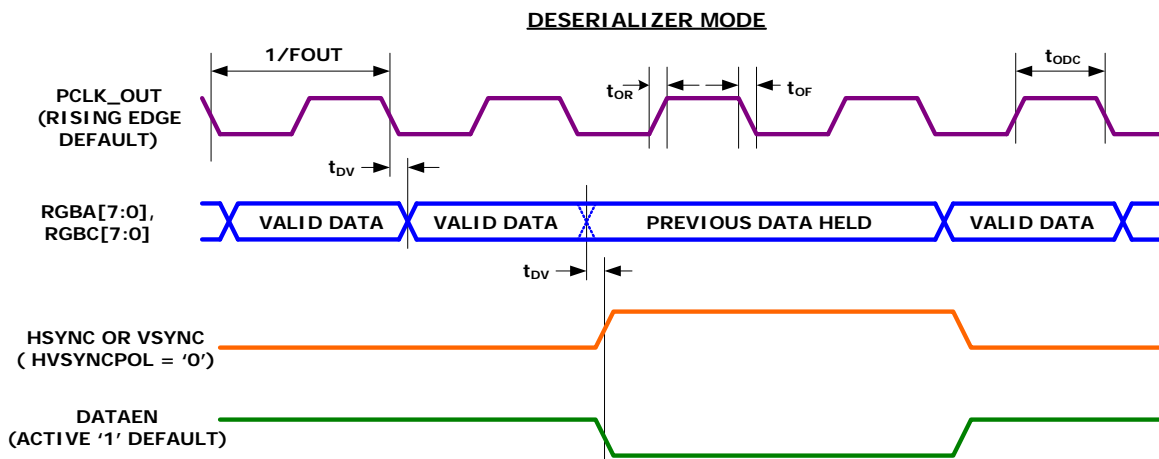 DESERIALIZER MODE
1/FOUT
PCLK_OUT
(RISING EDGE
DEFAULT)
tOR
tOF
tODC
tDV
RGBA[7:0],
RGBC[7:0]
VALID DATA
VALID DATA
PREVIOUS DATA HELD
VALID DATA
tDV
HSYNC OR VSYNC
( HVSYNCPOL = ‘0’)
DATAEN
(ACTIVE ‘1’ DEFAULT)